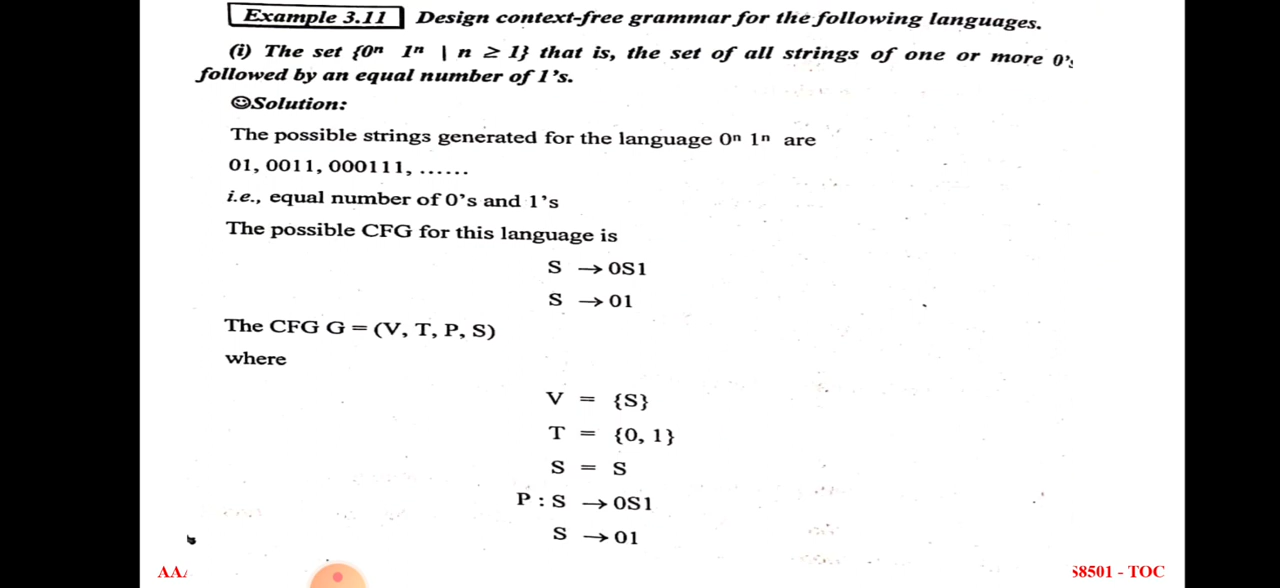 Example 3.11 Design context-free grammar for the following languages.
(i) The set {0ⁿ 1ⁿ | n ≥ 1} that is, the set of all strings of one or more 0's
followed by an equal number of 1's.
☺Solution:
The possible strings generated for the language 0ⁿ 1ⁿ are
01, 0011, 000111, ......
i.e., equal number of 0's and 1's
The possible CFG for this language is
S → 0S1
S → 01
The CFG G = (V, T, P, S)
where
V = {S}
T = {0, 1}
S = S
P : S → 0S1
S → 01
S8501 - TOC